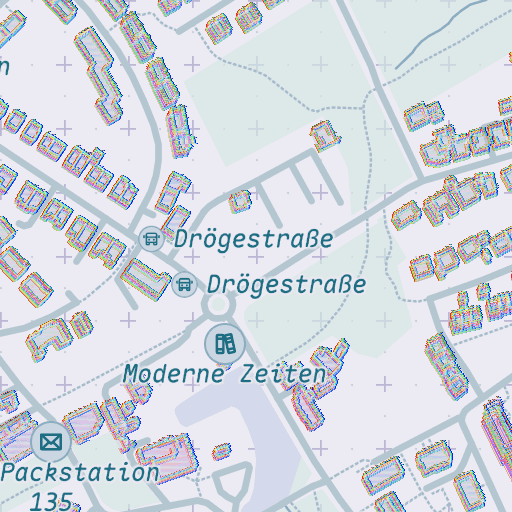 n
Drögestraße
Drögestraße
Moderne Zeiten
Packstation
135